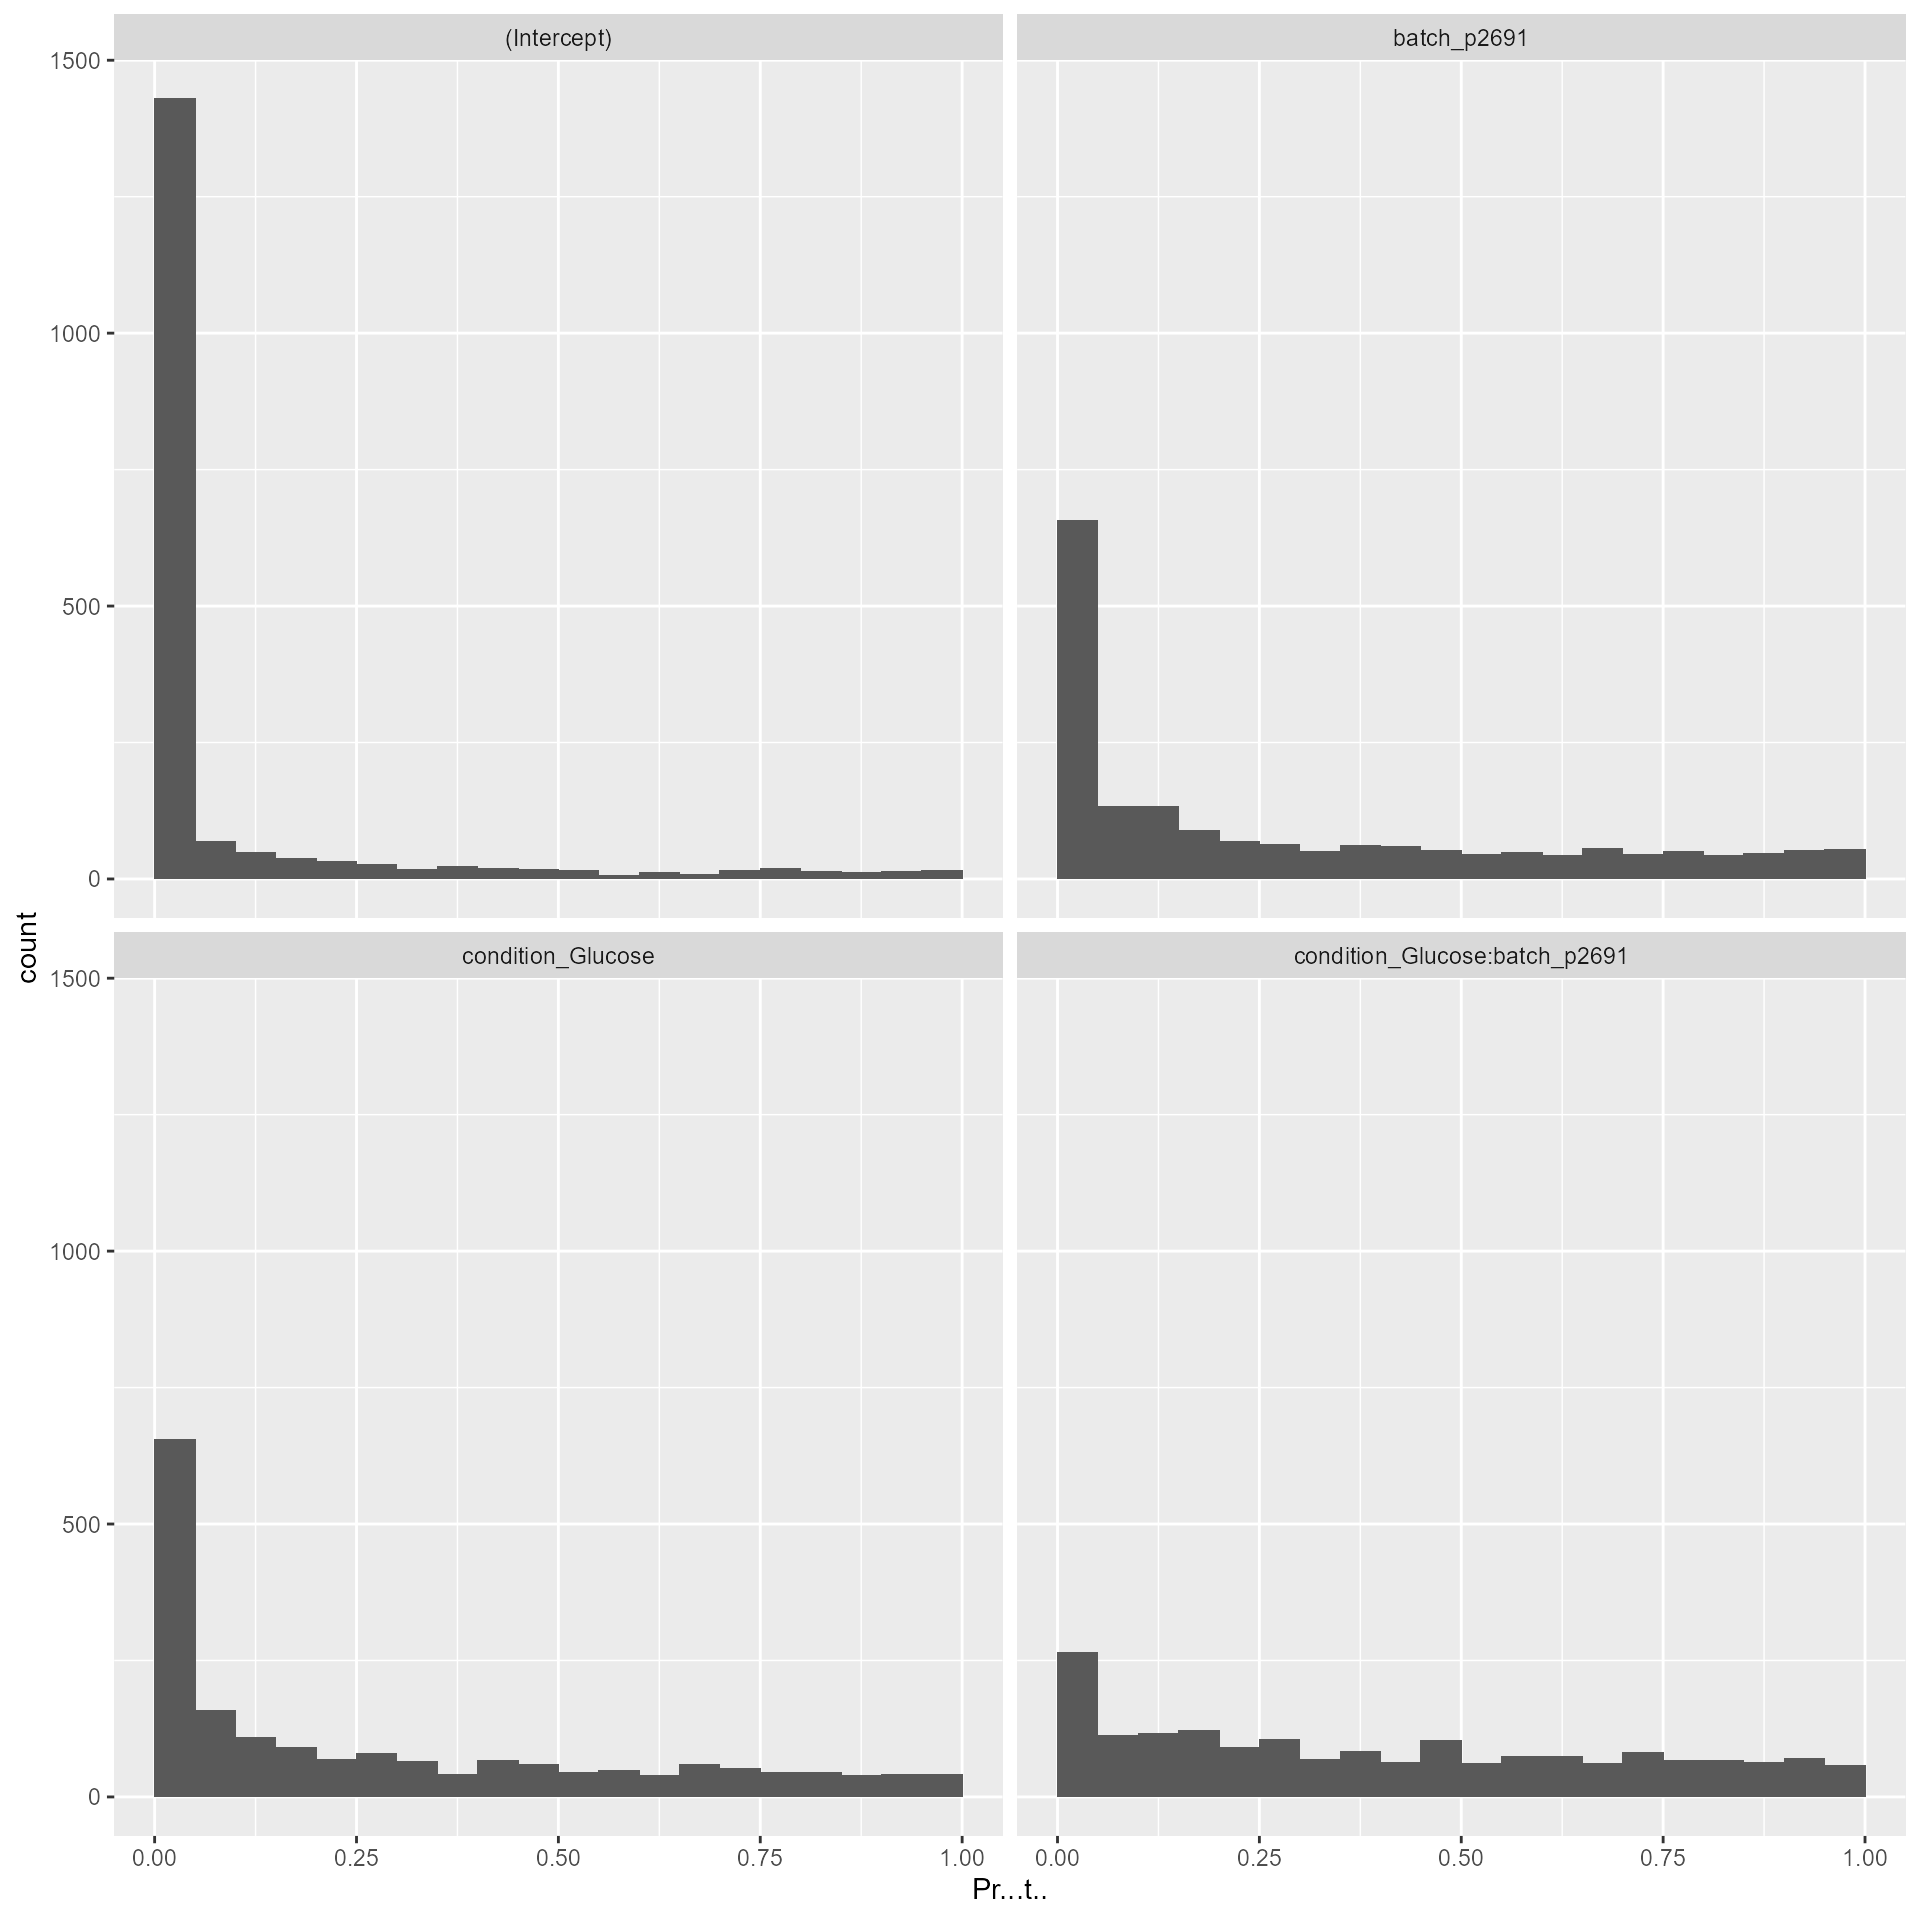 (Intercept)
batch_p2691
1500
1000
500
0
condition_Glucose
condition_Glucose:batch_p2691
1500
1000
500
0
0.00 0.25 0.50 0.75 1.00
0.00 0.25 0.50 0.75 1.00
Pr...t..
count